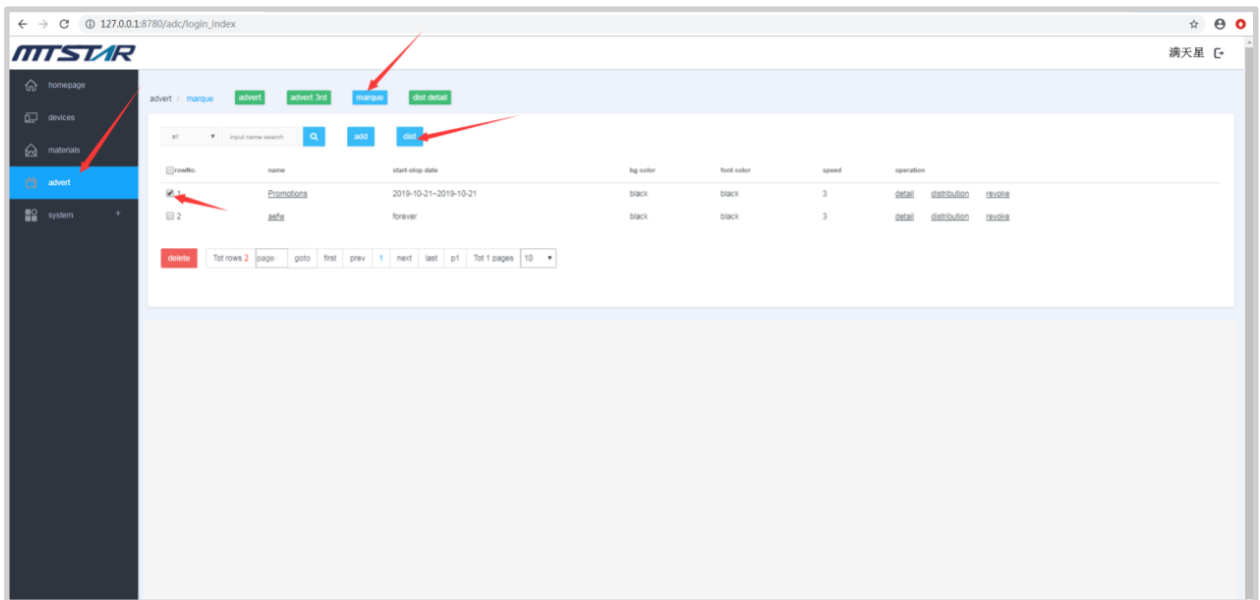 127.0.0.1:8780/adc/login_index
MTSTAR
满天星
homepage
devices
materials
advert
system +
advert / marque advert advert 3rd marque dist detail
input name search add dist
rowNo. name start-stop date bg color font color speed operation
1 Promotions 2019-10-21~2019-10-21 black black 3 detail distribution revoke
2 forever black black 3 detail distribution revoke
delete Tot rows 2 page goto first prev 1 next last p1 Tot 1 pages 10